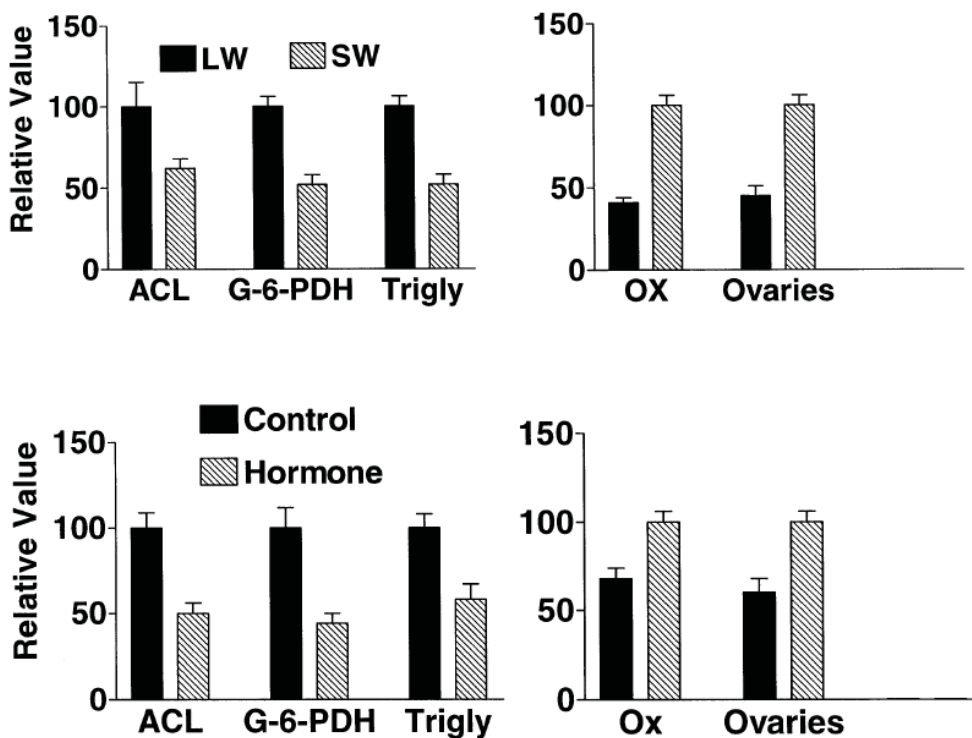 Relative Value
150
100
50
0
LW SW
ACL G-6-PDH Trigly
150
100
50
0
OX Ovaries
Relative Value
150
100
50
0
Control
Hormone
ACL G-6-PDH Trigly
150
100
50
0
Ox Ovaries